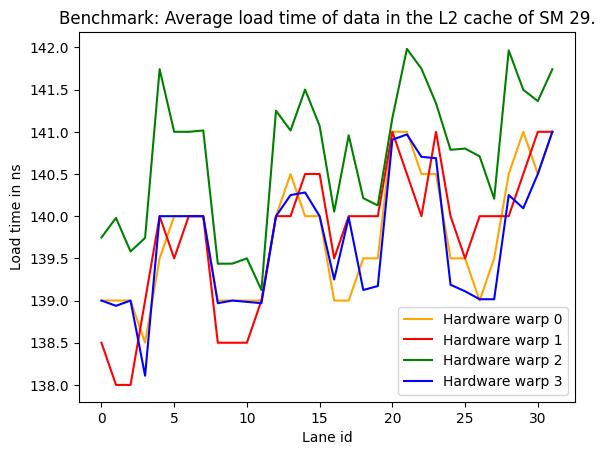 Benchmark: Average load time of data in the L2 cache of SM 29.
142.0
141.5
141.0
140.5
140.0
139.5
139.0
138.5
138.0
Load time in ns
Hardware warp 0
Hardware warp 1
Hardware warp 2
Hardware warp 3
0 5 10 15 20 25 30
Lane id